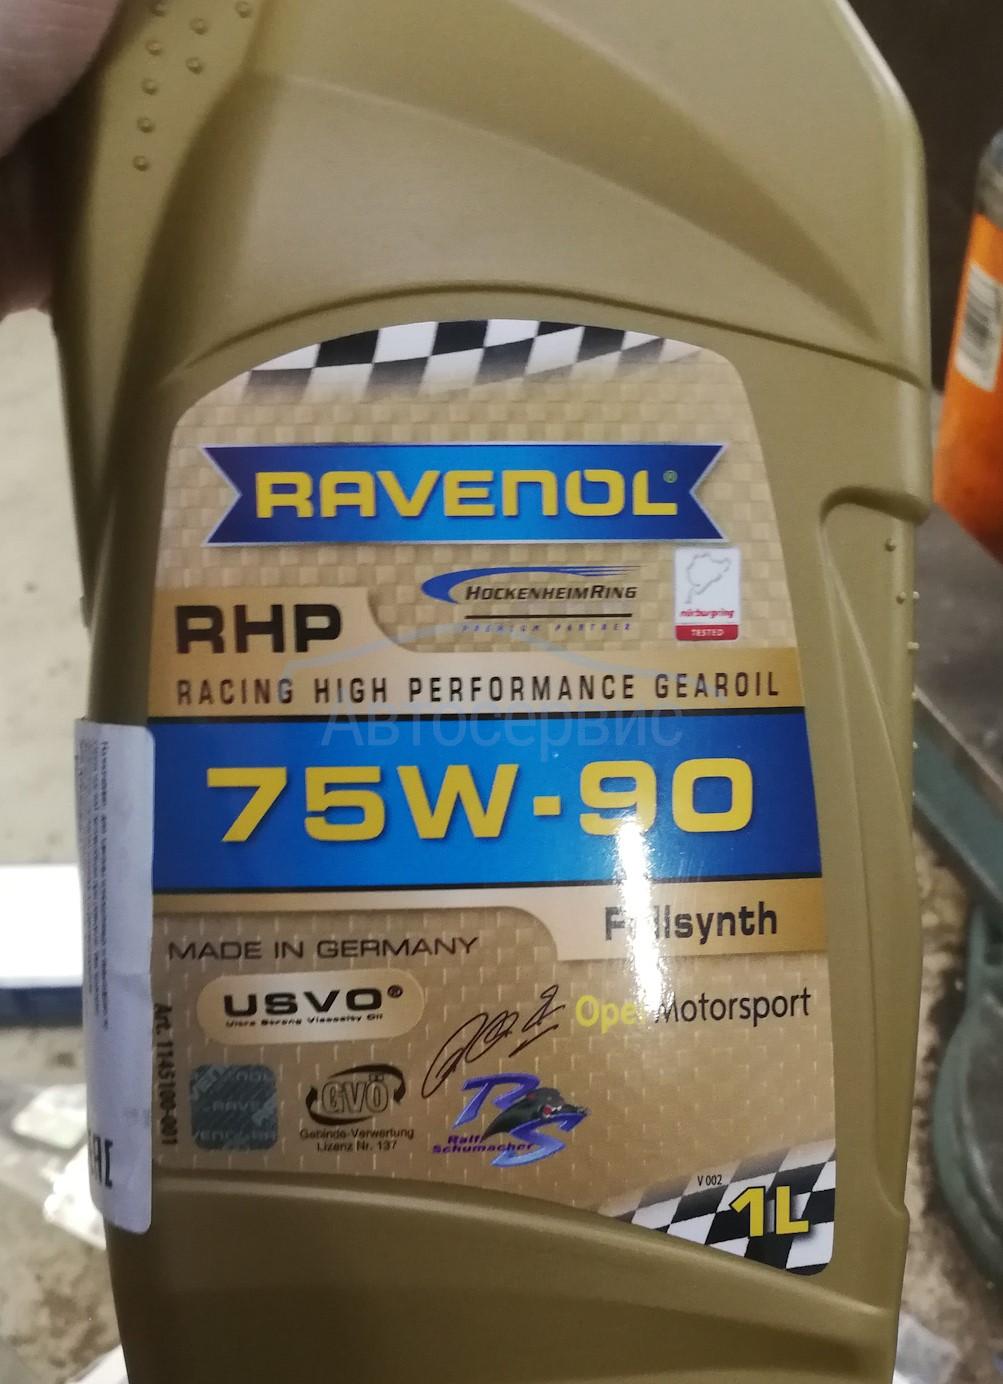 RAVENOL®
HOCKENHEIMRING
PREMIUM PARTNER
nürburgring
TESTED
RHP
RACING HIGH PERFORMANCE GEAROIL
Автосервис
75W-90
Fullsynth
MADE IN GERMANY
USVO®
Ultra Strong Viscosity Oil
Opel Motorsport
Art. 1145100-001
GVÖ
Gebinde-Verwertung
Lizenz Nr. 137
RS
Ralf
Schumacher
V 002
1L
EAC